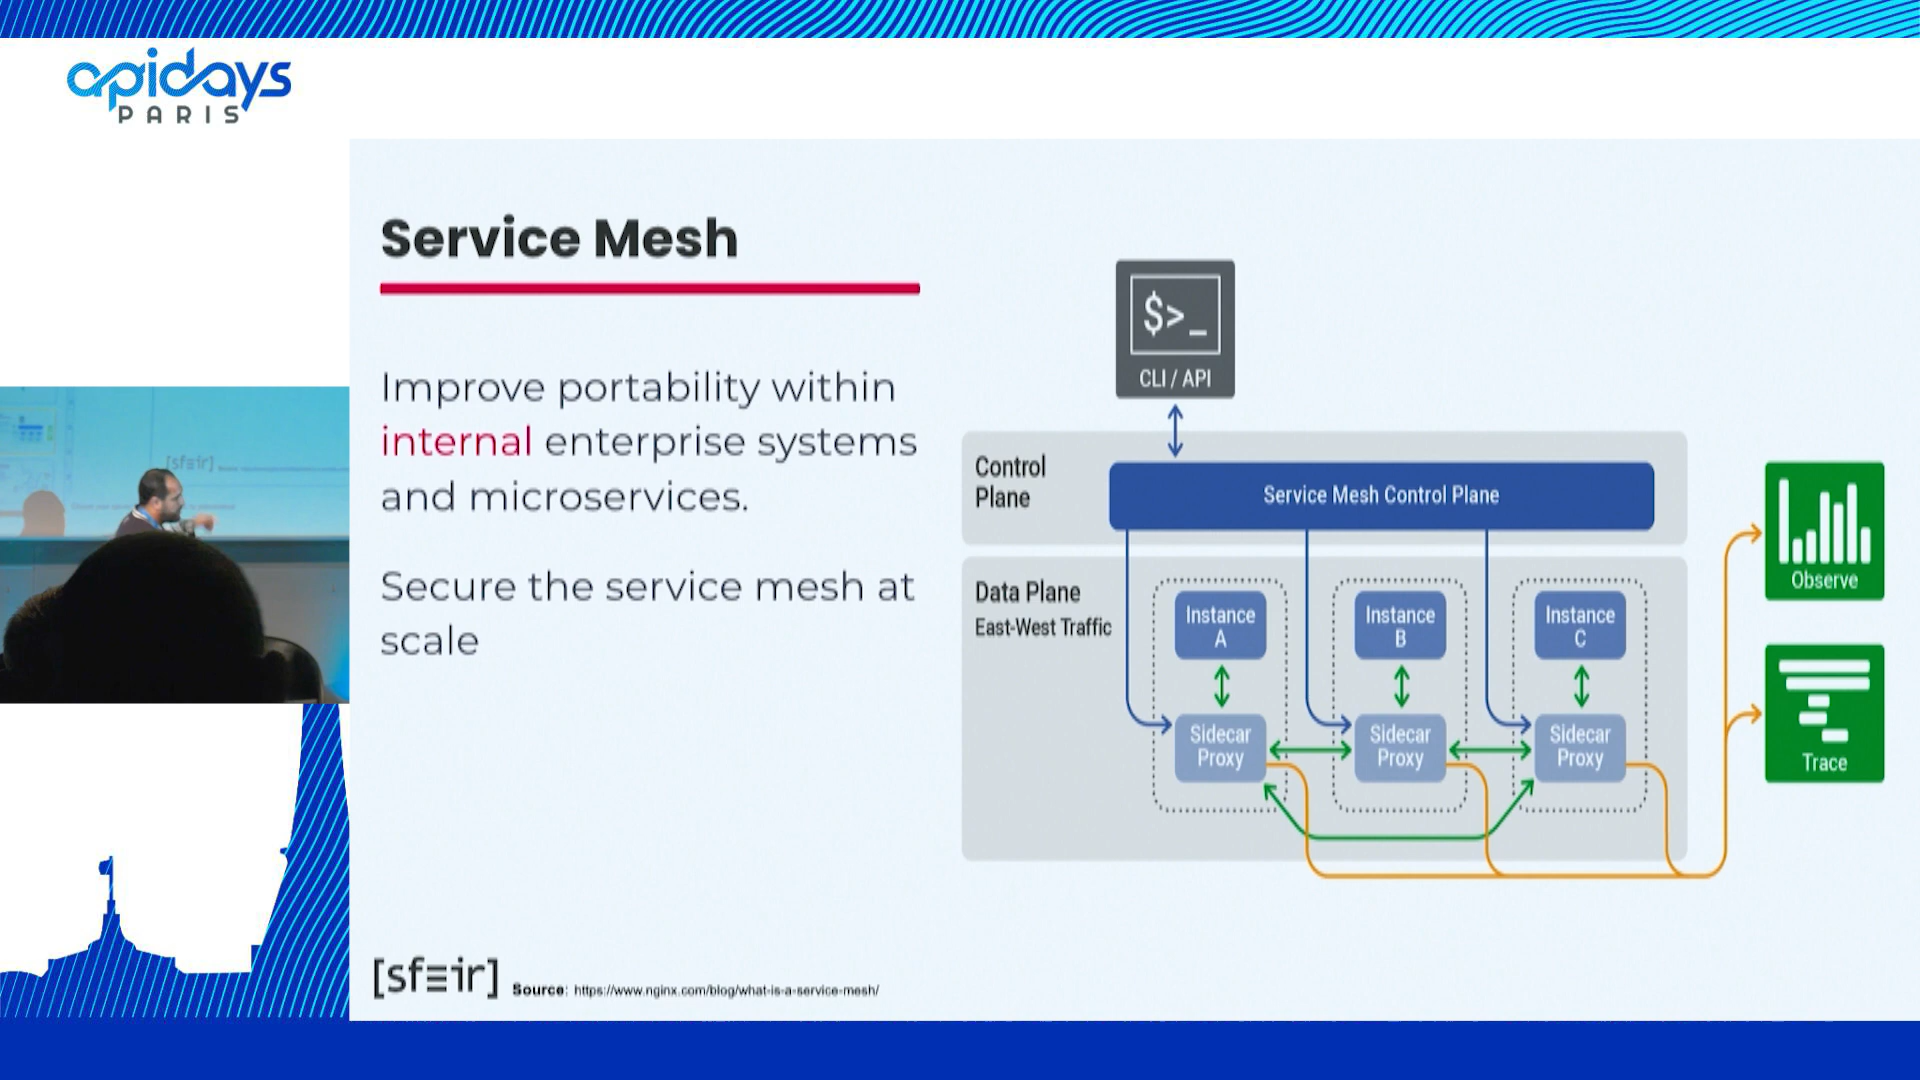 apidays
PARIS
Service Mesh
Improve portability within
internal enterprise systems
and microservices.
Secure the service mesh at
scale
$>_
CLI / API
Control
Plane
Service Mesh Control Plane
Data Plane
East-West Traffic
Instance
A
Instance
B
Instance
C
Sidecar
Proxy
Sidecar
Proxy
Sidecar
Proxy
Observe
Trace
[sfeir]
Source: https://www.nginx.com/blog/what-is-a-service-mesh/
[sfeir]